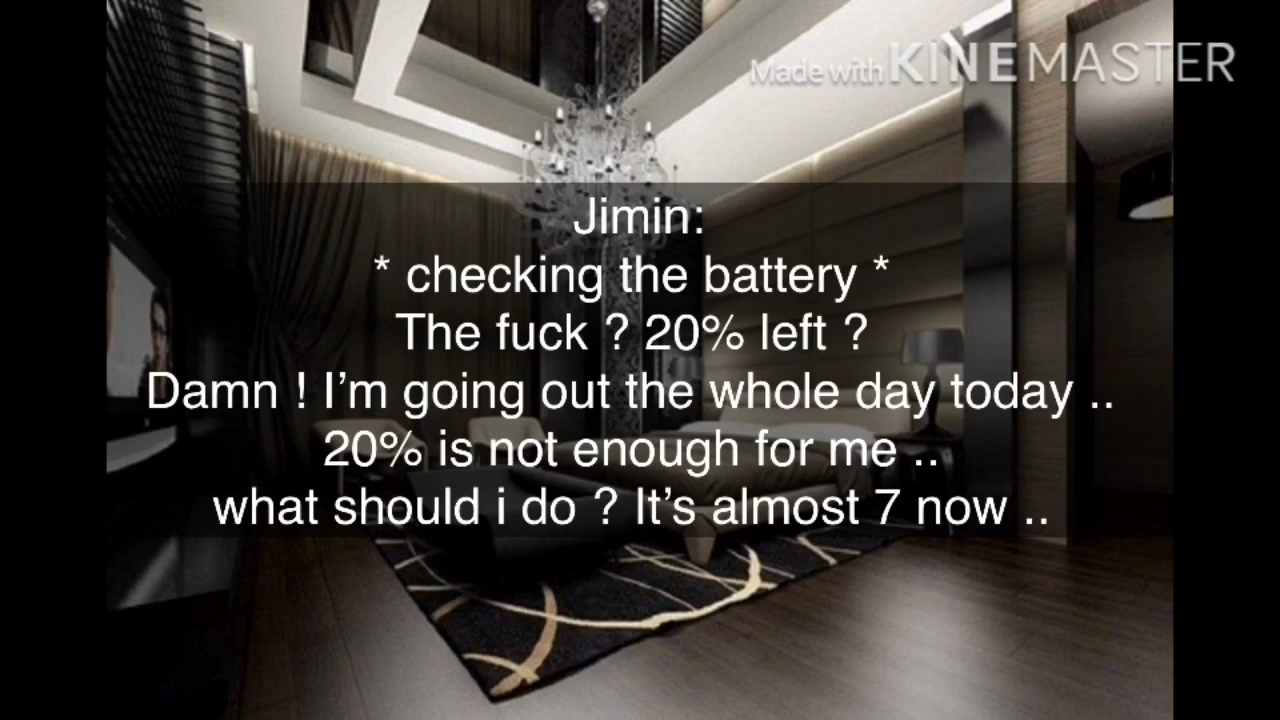 Made with KINEMASTER
Jimin:
* checking the battery *
The fuck ? 20% left ?
Damn ! I’m going out the whole day today ..
20% is not enough for me ..
what should i do ? It’s almost 7 now ..